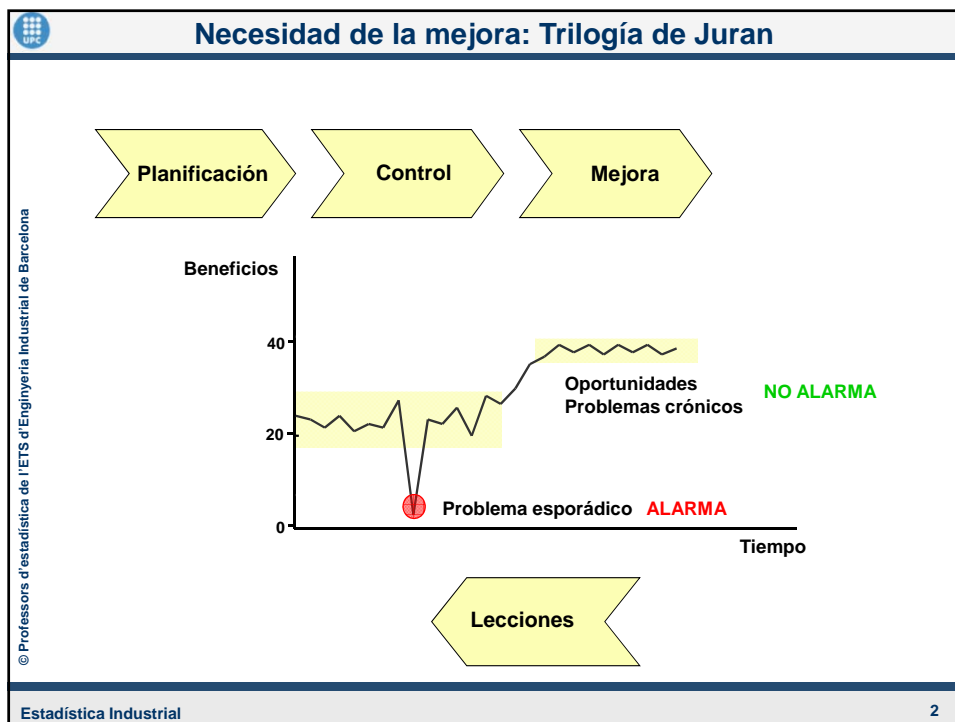 UPC
Necesidad de la mejora: Trilogía de Juran
Planificación
Control
Mejora
© Professors d'estadística de l'ETS d'Enginyeria Industrial de Barcelona
Beneficios
40
20
0
Oportunidades
Problemas crónicos
NO ALARMA
Problema esporádico ALARMA
Tiempo
Lecciones
Estadística Industrial
2